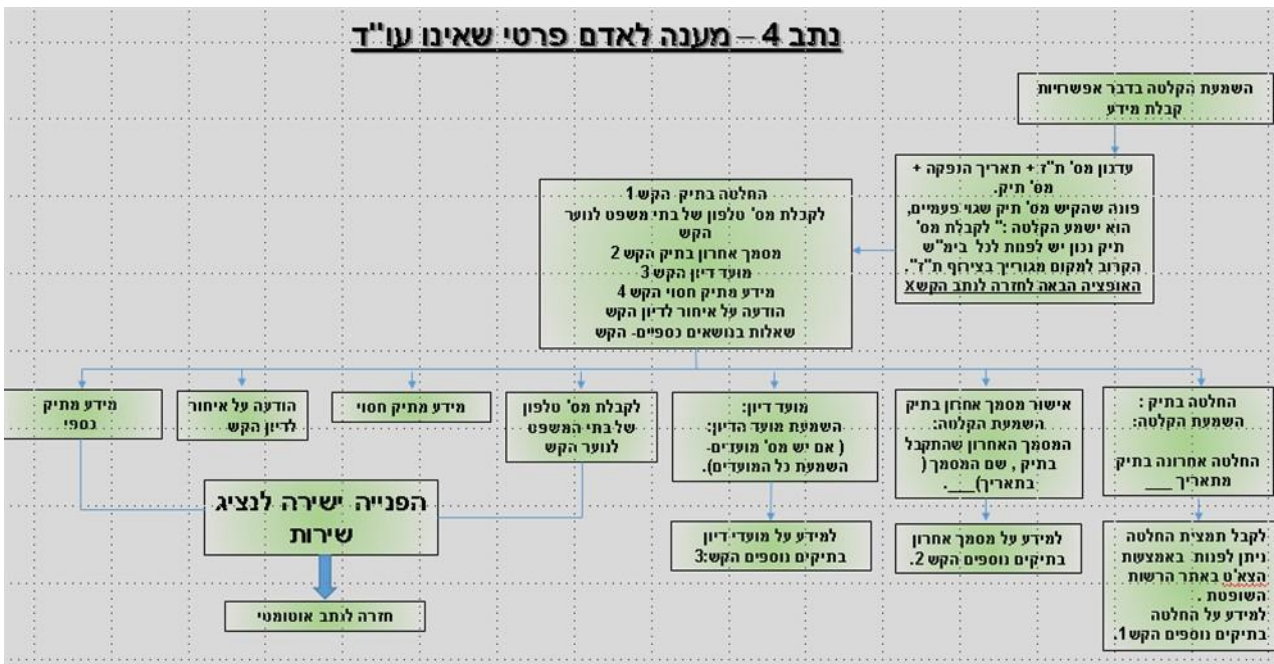 נתב 4 – מענה לאדם פרטי שאינו עו"ד
השמעת הקלטה בדבר אפשרויות
קבלת מידע
עדנון מס' ת"ז + תאריך הנפקה +
מס' תיק.
פונה שהקיש מס' תיק שגוי פעמיים,
הוא ישמע הקלטה :" לקבלת מס'
תיק נכון יש לפנות לכל בימ"ש
הקרוב למקום מגורייך בצירוף ת"ז".
האופציה הבאה לחזרה לנתב הקש X
החלטה בתיק הקש 1
לקבלת מס' טלפון של בתי משפט לנוער
הקש
מסמך אחרון בתיק הקש 2
מועד דיון הקש 3
מידע מתיק חסוי הקש 4
הודעה על איחור לדיון הקש
שאלות בנושאים כספיים- הקש
החלטה בתיק :
השמעת הקלטה:
החלטה אחרונה בתיק
מתאריך ___
אישור מסמך אחרון בתיק
השמעת הקלטה:
המסמך האחרון שהתקבל
בתיק , שם המסמך (
בתאריך)___.
מועד דיון:
השמעת מועד הדיון:
( אם יש מס' מועדים-
השמעת כל המועדים).
לקבלת מס' טלפון
של בתי המשפט
לנוער הקש
מידע מתיק חסוי
הודעה על איחור
לדיון הקש
מידע מתיק
כספי
לקבל תמצית החלטה
ניתן לפנות באמצעות
הצא'ט באתר הרשות
השופטת .
למידע על החלטה
בתיקים נוספים הקש 1.
למידע על מסמך אחרון
בתיקים נוספים הקש 2.
למידע על מועדי דיון
בתיקים נוספים הקש 3:
הפנייה ישירה לנציג
שירות
חזרה לנתב אוטומטי